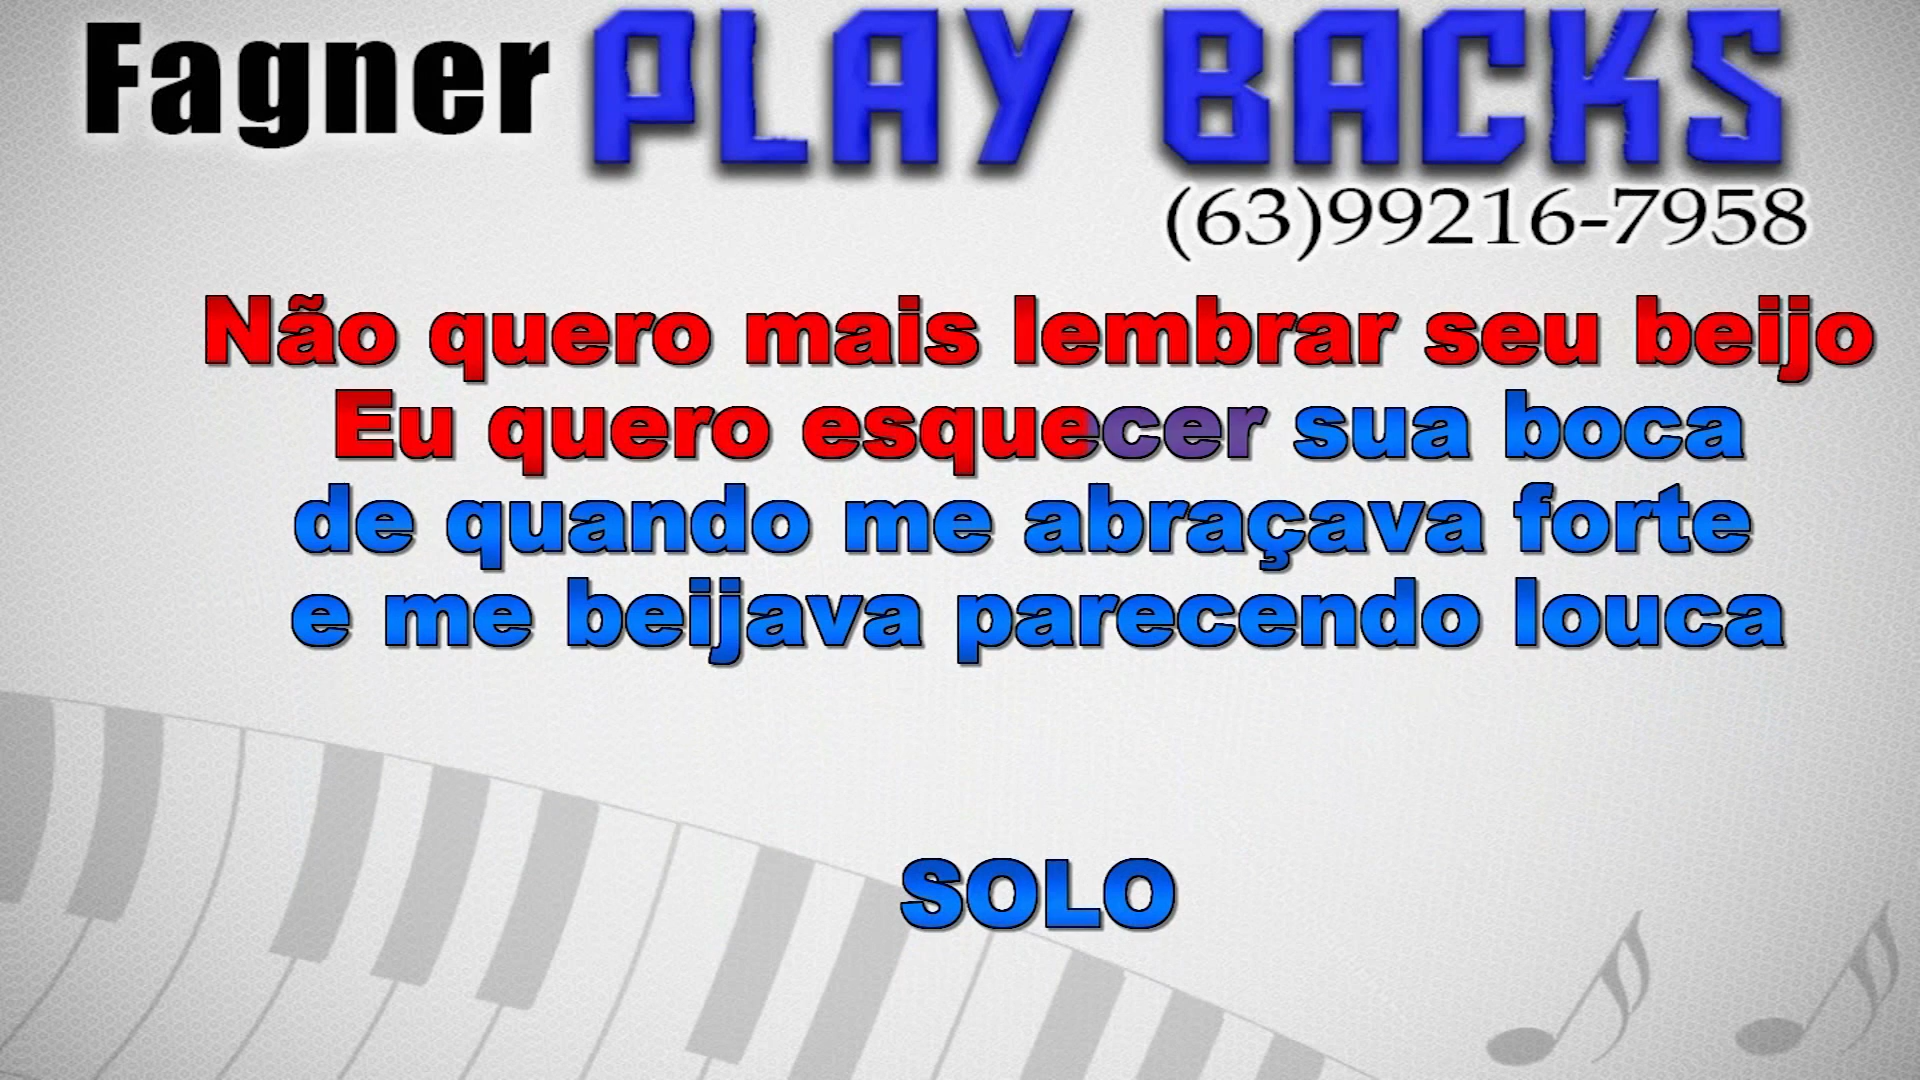 Fagner PLAY BACKS
(63)99216-7958
Não quero mais lembrar seu beijo
Eu quero esquecer sua boca
de quando me abraçava forte
e me beijava parecendo louca
SOLO